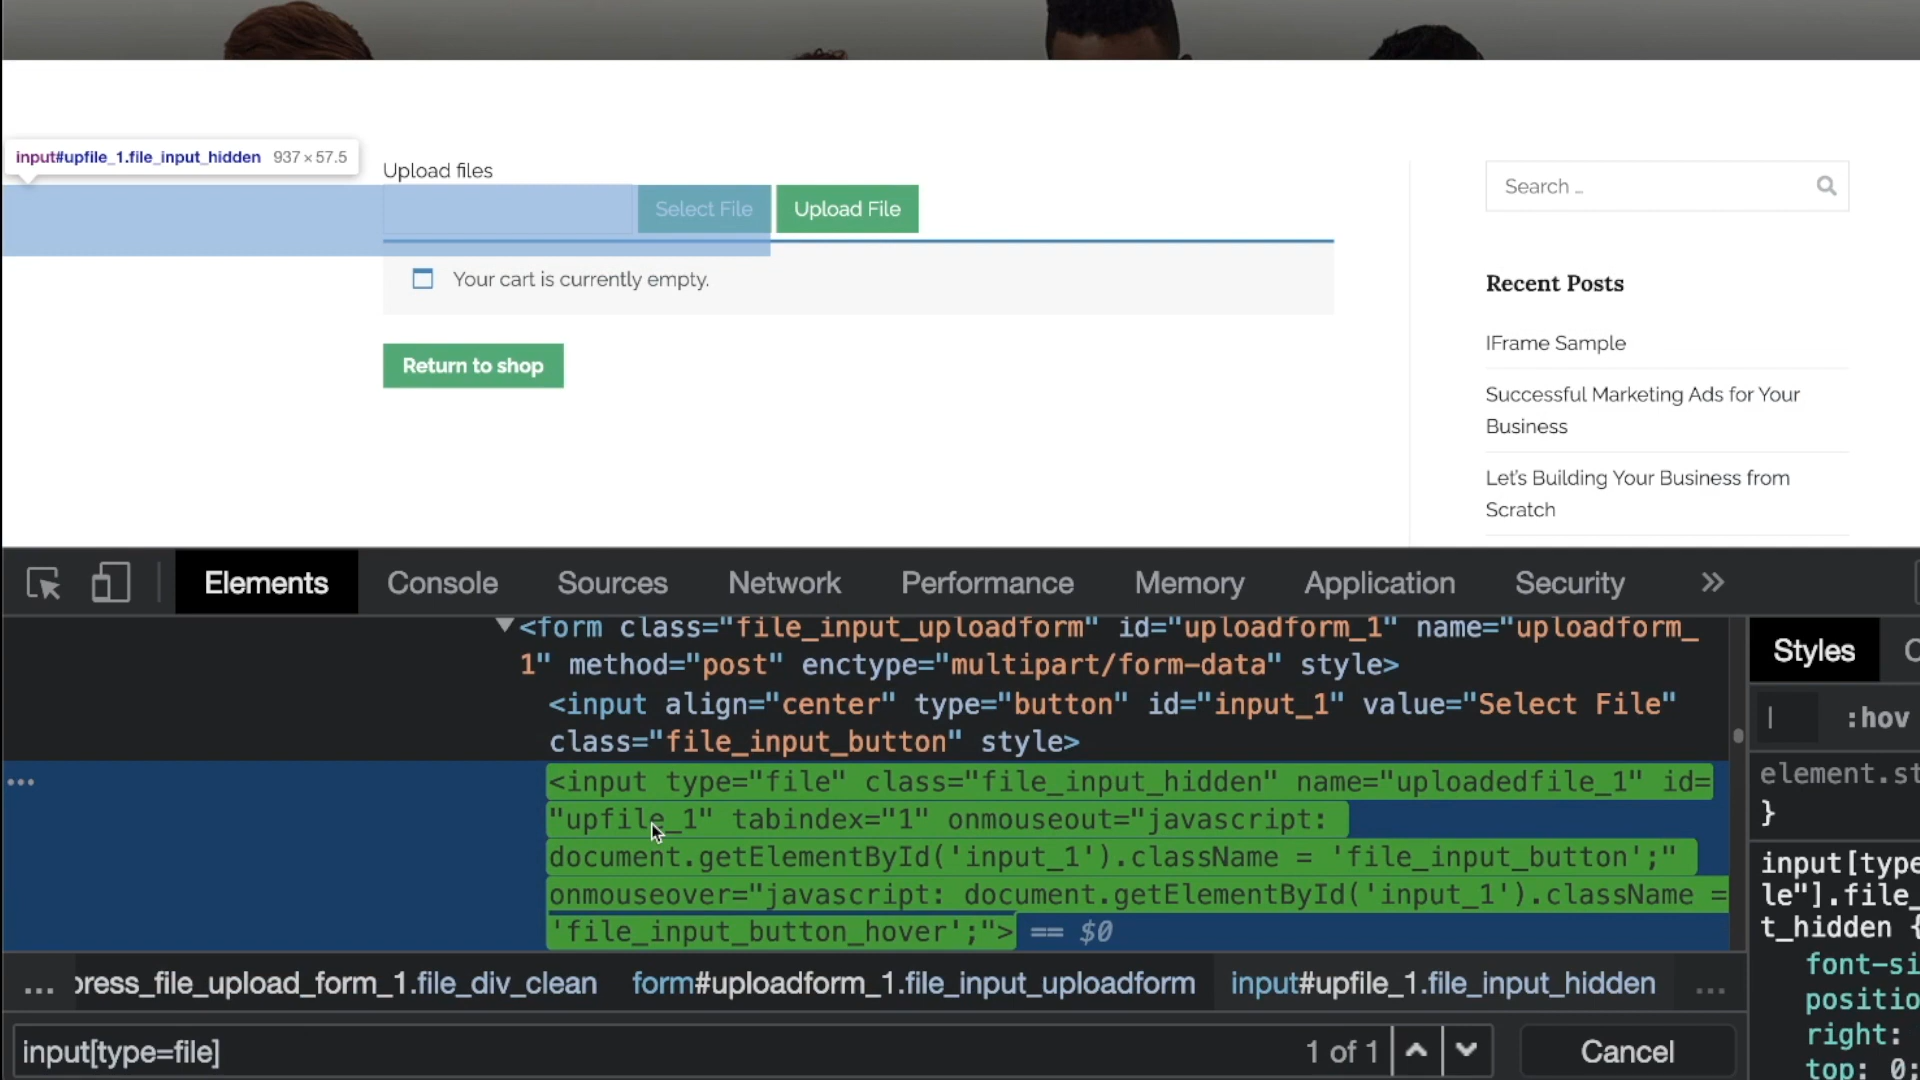 input#upfile_1.file_input_hidden 937 × 57.5
Upload files
Select File
Upload File
Your cart is currently empty.
Return to shop
Search …
Recent Posts
IFrame Sample
Successful Marketing Ads for Your
Business
Let's Building Your Business from
Scratch
Elements Console Sources Network Performance Memory Application Security »
<form class="file_input_uploadform" id="uploadform_1" name="uploadform_
1" method="post" enctype="multipart/form-data" style>
<input align="center" type="button" id="input_1" value="Select File"
class="file_input_button" style>
<input type="file" class="file_input_hidden" name="uploadedfile_1" id=
"upfile_1" tabindex="1" onmouseout="javascript:
document.getElementById('input_1').className = 'file_input_button';"
onmouseover="javascript: document.getElementById('input_1').className =
'file_input_button_hover';"> == $0
... press_file_upload_form_1.file_div_clean form#uploadform_1.file_input_uploadform input#upfile_1.file_input_hidden ...
input[type=file] 1 of 1 Cancel
Styles
:hov
element.st
}
input[type
le"].file_
t_hidden {
font-si
positio
right:
top: 0;